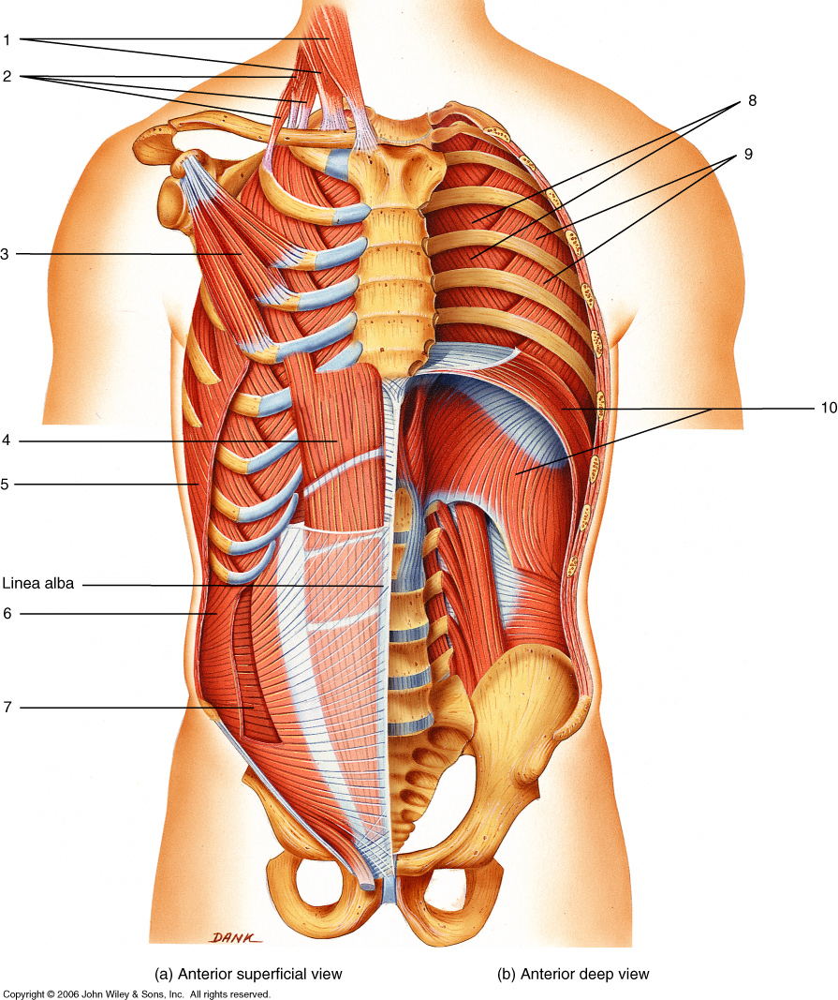 1
2
8
9
3
10
4
5
Linea alba
6
7
DANK
(a) Anterior superficial view
(b) Anterior deep view
Copyright © 2006 John Wiley & Sons, Inc. All rights reserved.